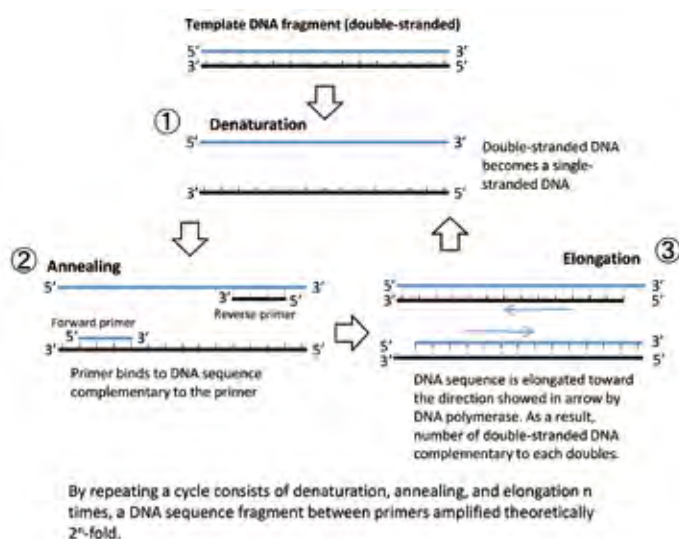 Template DNA fragment (double-stranded)
5’ 3’
3’ 5’
① Denaturation
5’ 3’
Double-stranded DNA
becomes a single-
stranded DNA
3’ 5’
② Annealing
5’ 3’
3’ 5’
Reverse primer
Forward primer
5’ 3’
3’ 5’
Primer binds to DNA sequence
complementary to the primer
Elongation ③
5’ 3’
3’ 5’
5’ 3’
3’ 5’
DNA sequence is elongated toward
the direction showed in arrow by
DNA polymerase. As a result,
number of double-stranded DNA
complementary to each doubles.
By repeating a cycle consists of denaturation, annealing, and elongation n
times, a DNA sequence fragment between primers amplified theoretically
2ⁿ-fold.